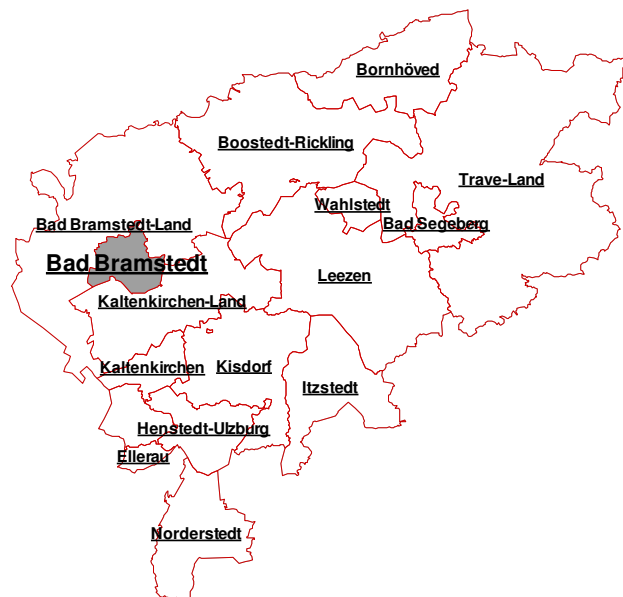 Bornhöved
Boostedt-Rickling
Trave-Land
Wahlstedt
Bad Segeberg
Bad Bramstedt-Land
Bad Bramstedt
Leezen
Kaltenkirchen-Land
Kaltenkirchen
Kisdorf
Itzstedt
Henstedt-Ulzburg
Ellerau
Norderstedt